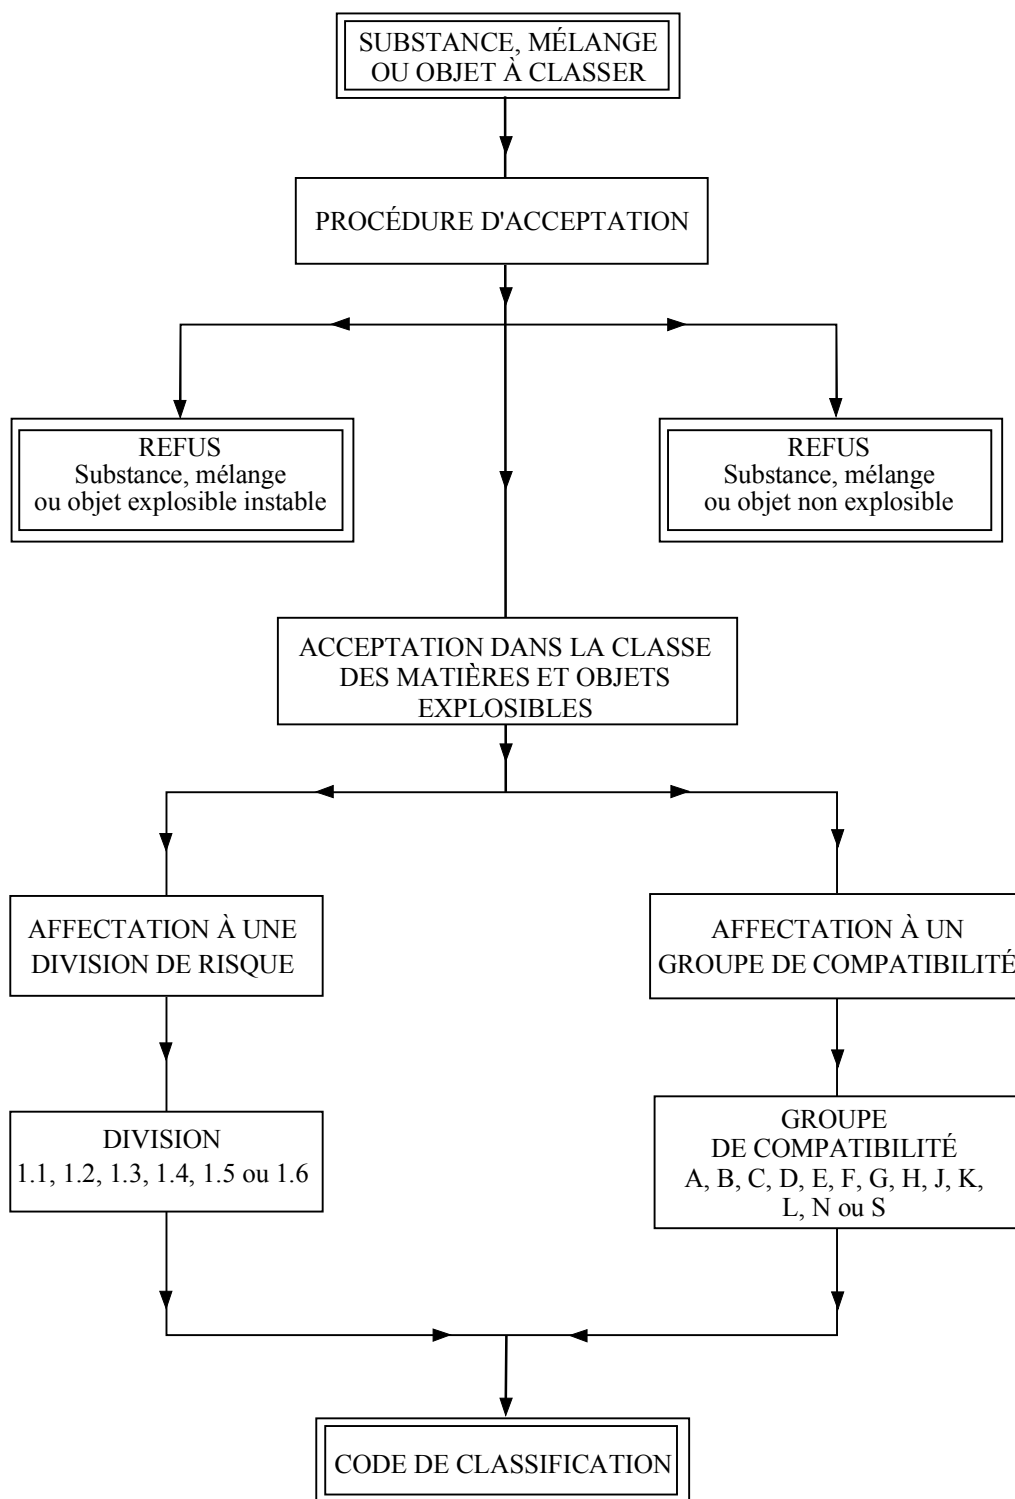 SUBSTANCE, MÉLANGE
OU OBJET À CLASSER
PROCÉDURE D'ACCEPTATION
REFUS
Substance, mélange
ou objet explosible instable
REFUS
Substance, mélange
ou objet non explosible
ACCEPTATION DANS LA CLASSE
DES MATIÈRES ET OBJETS
EXPLOSIBLES
AFFECTATION À UNE
DIVISION DE RISQUE
AFFECTATION À UN
GROUPE DE COMPATIBILITÉ
DIVISION
1.1, 1.2, 1.3, 1.4, 1.5 ou 1.6
GROUPE
DE COMPATIBILITÉ
A, B, C, D, E, F, G, H, J, K,
L, N ou S
CODE DE CLASSIFICATION